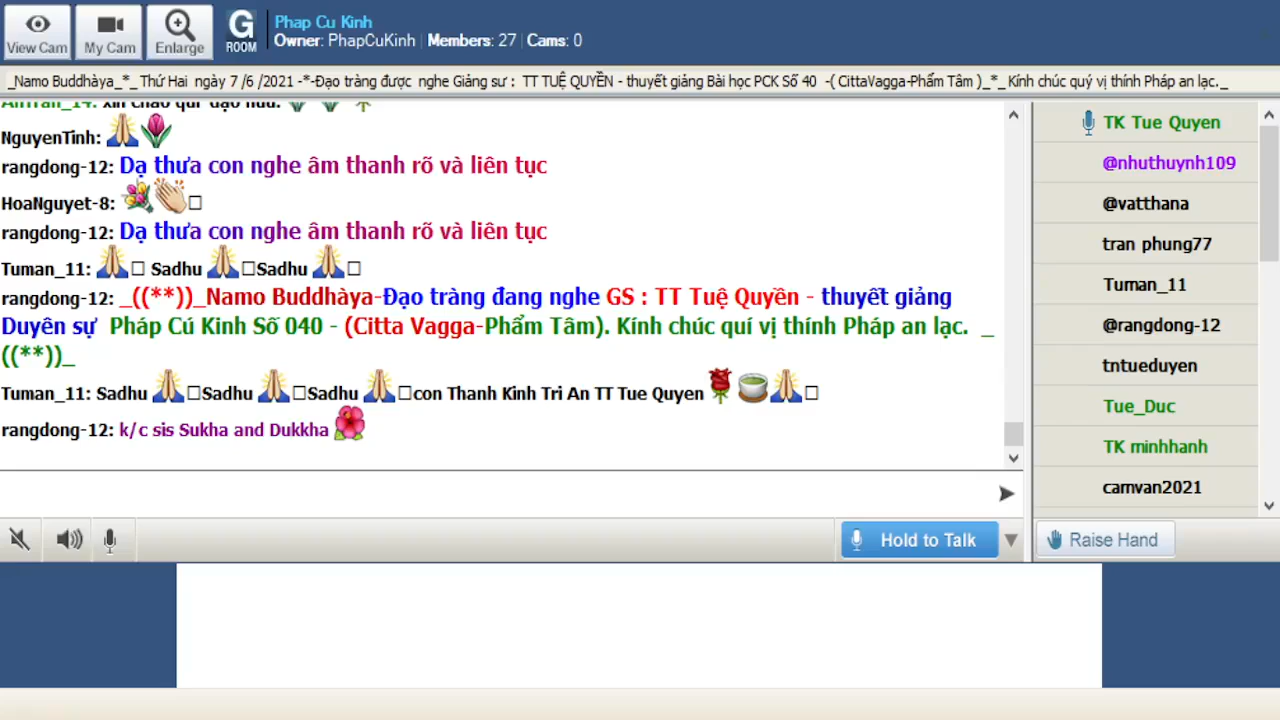 Phap Cu Kinh
Owner: PhapCuKinh | Members: 27 | Cams: 0
View Cam
My Cam
Enlarge
G
ROOM
_Namo Buddhàya_*_ Thứ Hai ngày 7 /6 /2021 -*-Đạo tràng được nghe Giảng sư : TT TUỆ QUYỀN - thuyết giảng Bài học PCK Số 40 -( CittaVagga-Phẩm Tâm )_*_Kính chúc quý vị thính Pháp an lạc._
NguyenTinh:
rangdong-12: Dạ thưa con nghe âm thanh rõ và liên tục
HoaNguyet-8:
rangdong-12: Dạ thưa con nghe âm thanh rõ và liên tục
Tuman_11: Sadhu Sadhu
rangdong-12: _((**))_Namo Buddhàya-Đạo tràng đang nghe GS : TT Tuệ Quyền - thuyết giảng
Duyên sự Pháp Cú Kinh Số 040 - (Citta Vagga-Phẩm Tâm). Kính chúc quí vị thính Pháp an lạc. _
((**))_
Tuman_11: Sadhu Sadhu Sadhu con Thanh Kinh Tri An TT Tue Quyen
rangdong-12: k/c sis Sukha and Dukkha
TK Tue Quyen
@nhuthuynh109
@vatthana
tran phung77
Tuman_11
@rangdong-12
tntueduyen
Tue_Duc
TK minhhanh
camvan2021
Hold to Talk
Raise Hand